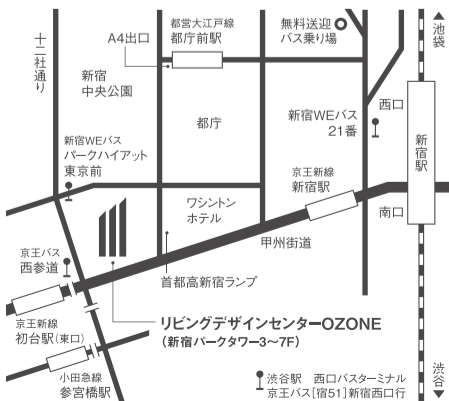 十二社通り
都営大江戸線
都庁前駅
A4出口
無料送迎
バス乗り場
▲池袋
新宿
中央公園
都庁
新宿WEバス
21番
西口
新宿駅
新宿WEバス
パークハイアット
東京前
京王新線
新宿駅
ワシントン
ホテル
南口
甲州街道
京王バス
西参道
首都高新宿ランプ
京王新線
初台駅(東口)
リビングデザインセンターOZONE
(新宿パークタワー3〜7F)
小田急線
参宮橋駅
渋谷駅 西口バスターミナル
京王バス[宿51]新宿西口行
渋谷▼